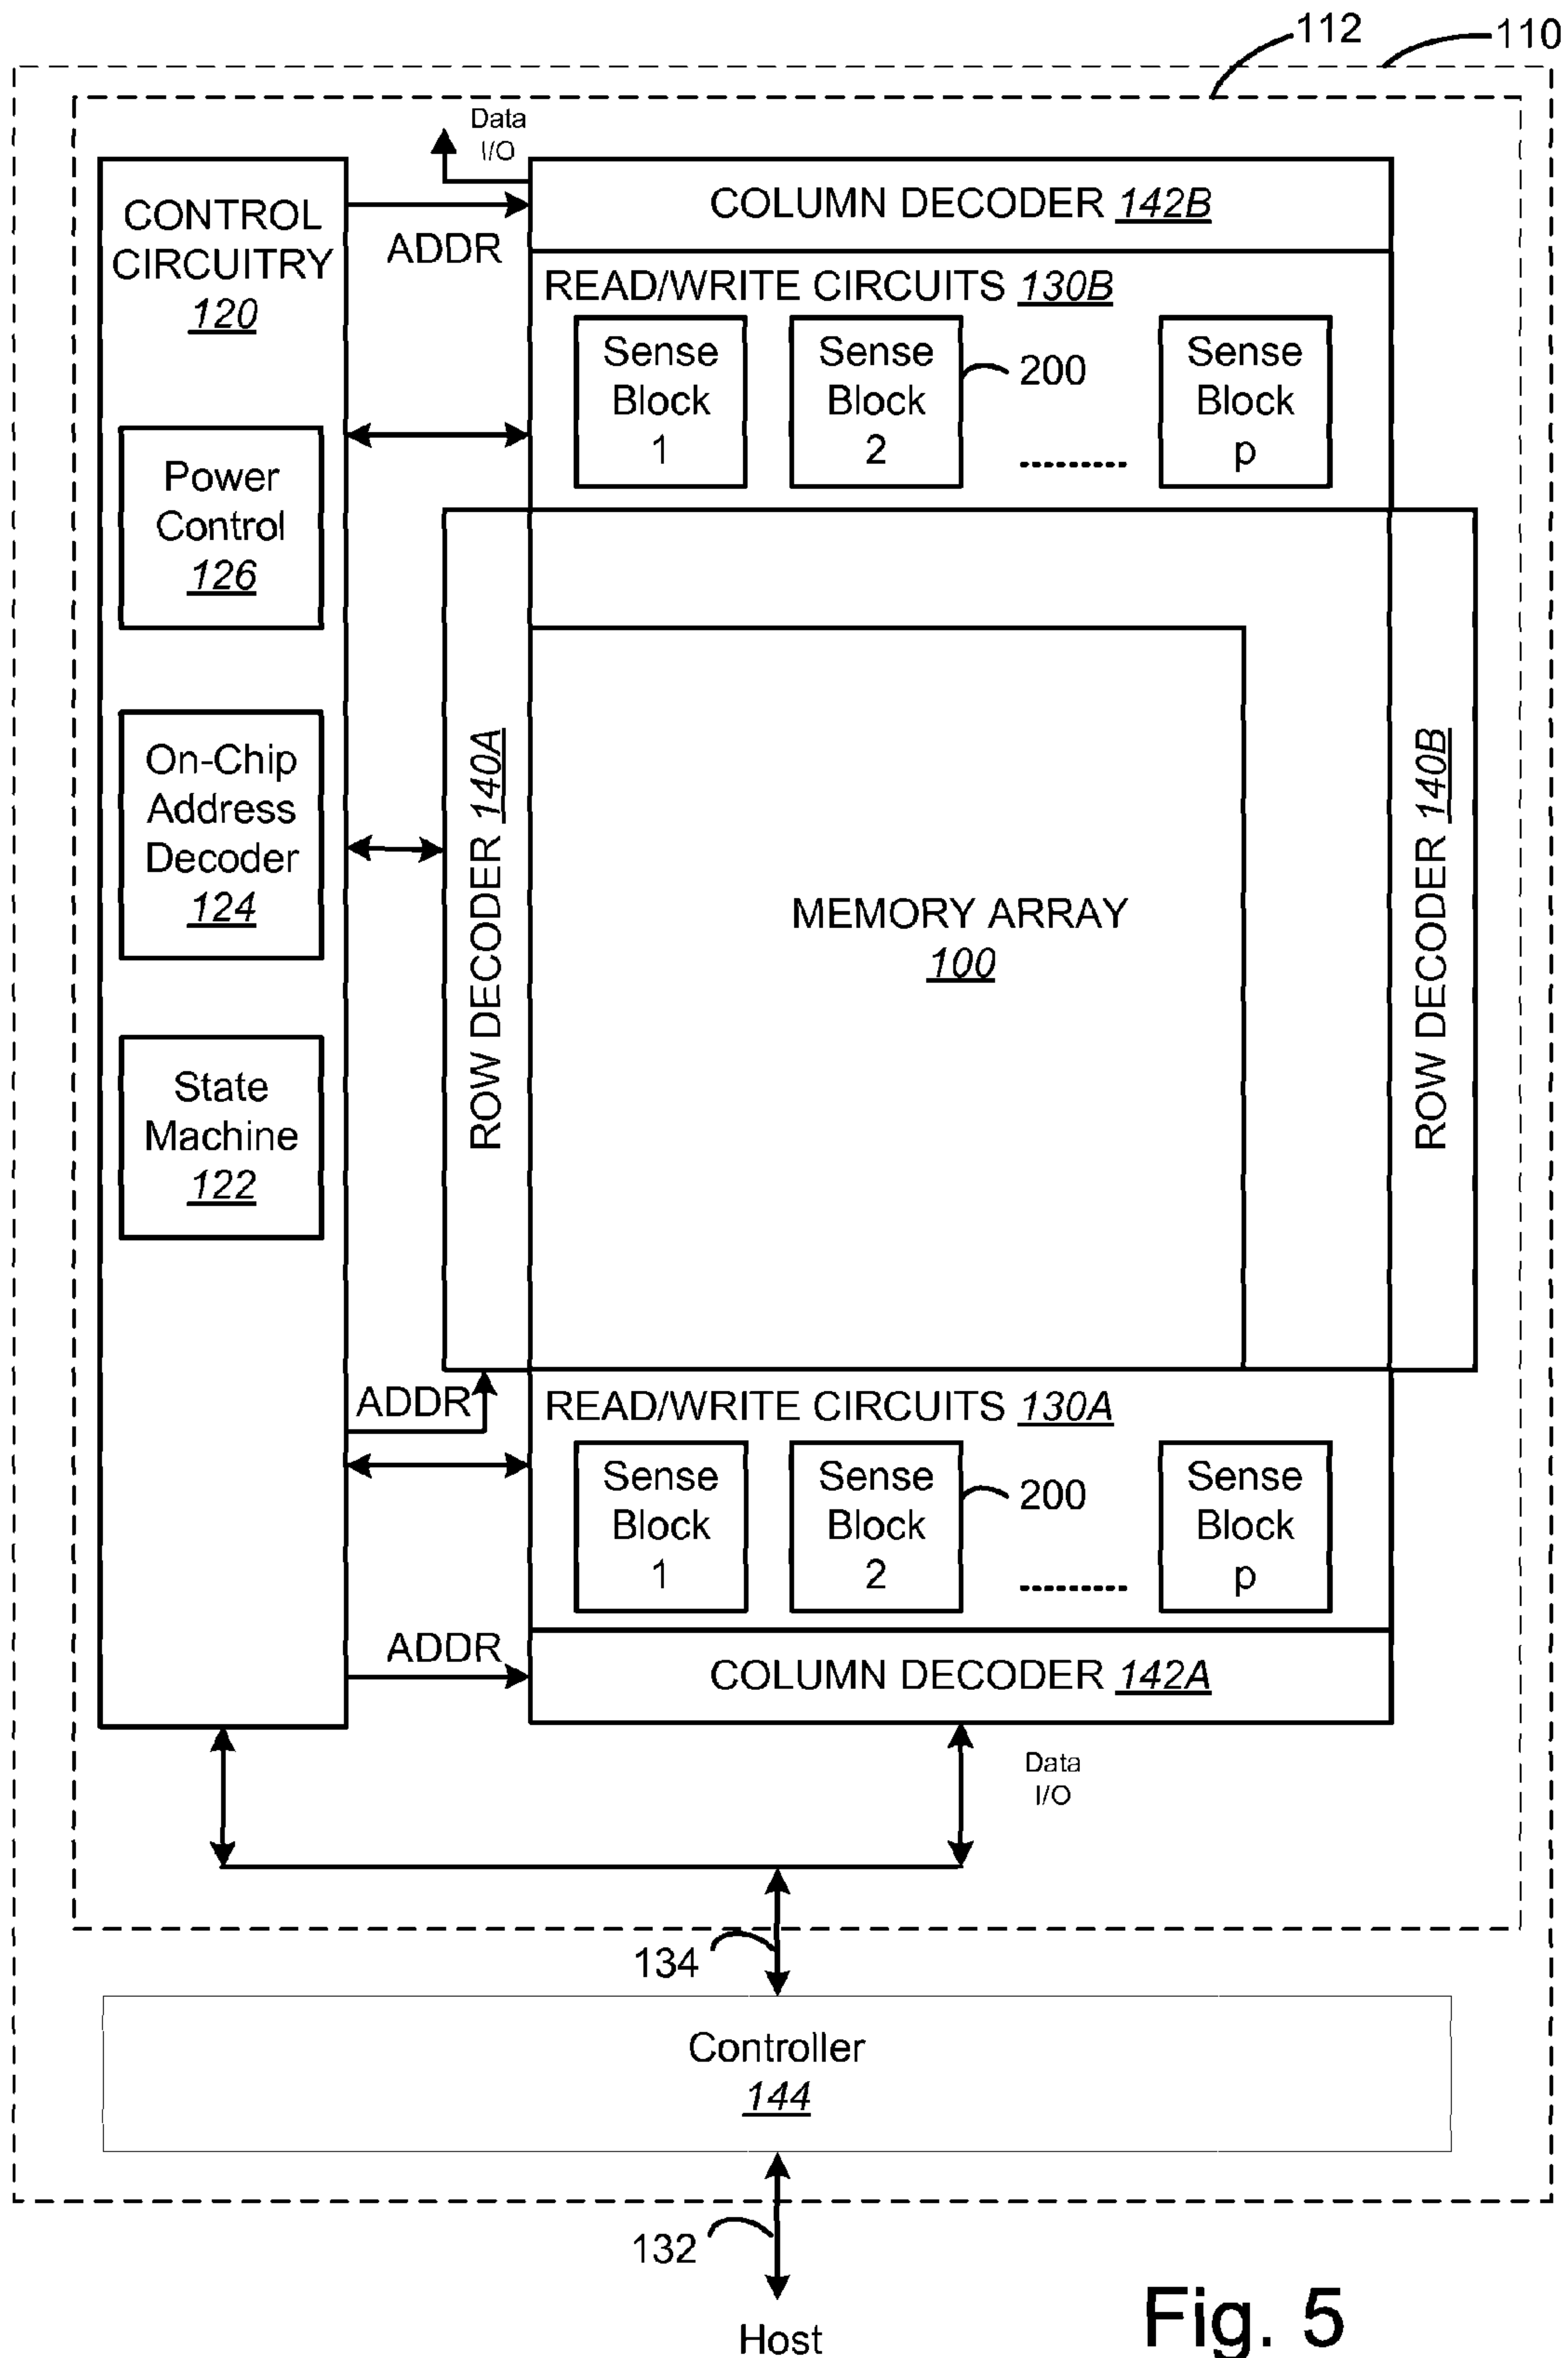 112
110
Data
I/O
CONTROL
CIRCUITRY
120
ADDR
COLUMN DECODER 142B
READ/WRITE CIRCUITS 130B
Sense
Block
1
Sense
Block
2
200
..........
Sense
Block
p
Power
Control
126
On-Chip
Address
Decoder
124
State
Machine
122
ROW DECODER 140A
MEMORY ARRAY
100
ROW DECODER 140B
ADDR
READ/WRITE CIRCUITS 130A
Sense
Block
1
Sense
Block
2
200
..........
Sense
Block
p
ADDR
COLUMN DECODER 142A
Data
I/O
134
Controller
144
132
Host
Fig. 5